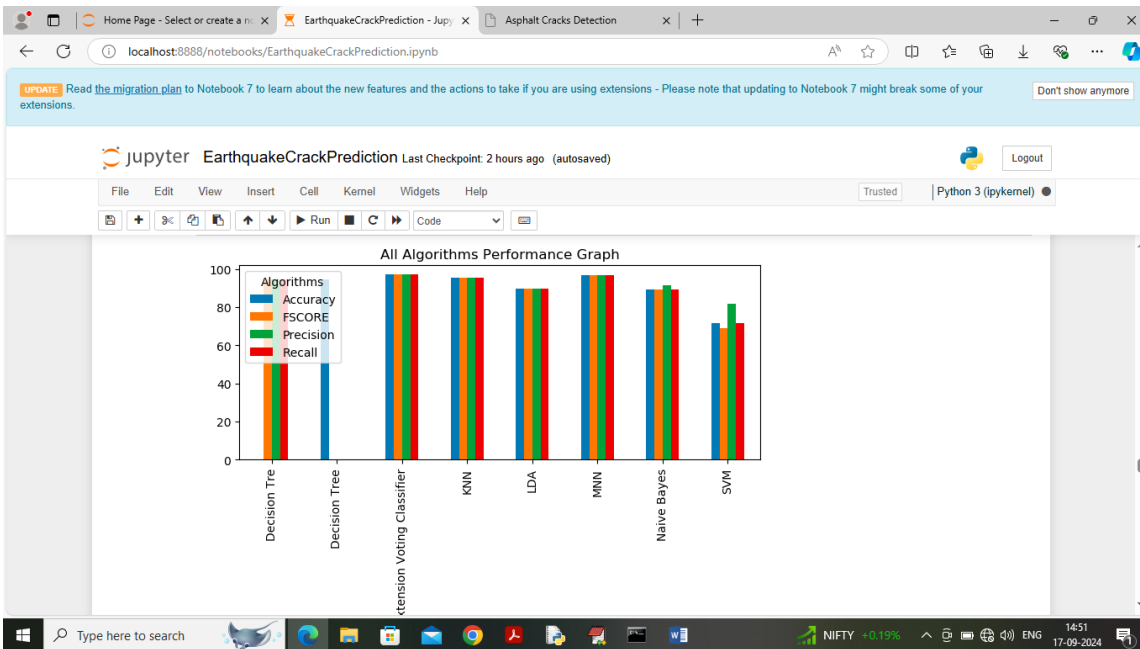 Home Page - Select or create a no
EarthquakeCrackPrediction - Jupy
Asphalt Cracks Detection
localhost:8888/notebooks/EarthquakeCrackPrediction.ipynb
UPDATE Read the migration plan to Notebook 7 to learn about the new features and the actions to take if you are using extensions - Please note that updating to Notebook 7 might break some of your
extensions.
Don't show anymore
jupyter EarthquakeCrackPrediction Last Checkpoint: 2 hours ago (autosaved)
Logout
File Edit View Insert Cell Kernel Widgets Help
Trusted
Python 3 (ipykernel)
Run
Code
All Algorithms Performance Graph
100
80
60
40
20
0
Algorithms
Accuracy
FSCORE
Precision
Recall
Decision Tre
Decision Tree
xtension Voting Classifier
KNN
LDA
MNN
Naive Bayes
SVM
Type here to search
NIFTY +0.19%
ENG
14:51
17-09-2024